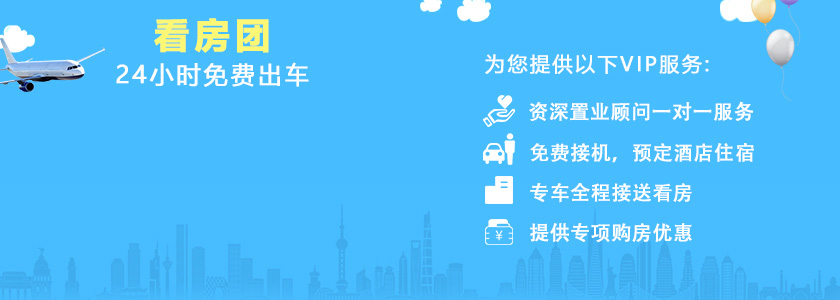 看房团
24小时免费出车
为您提供以下VIP服务:
资深置业顾问一对一服务
免费接机，预定酒店住宿
专车全程接送看房
¥
提供专项购房优惠